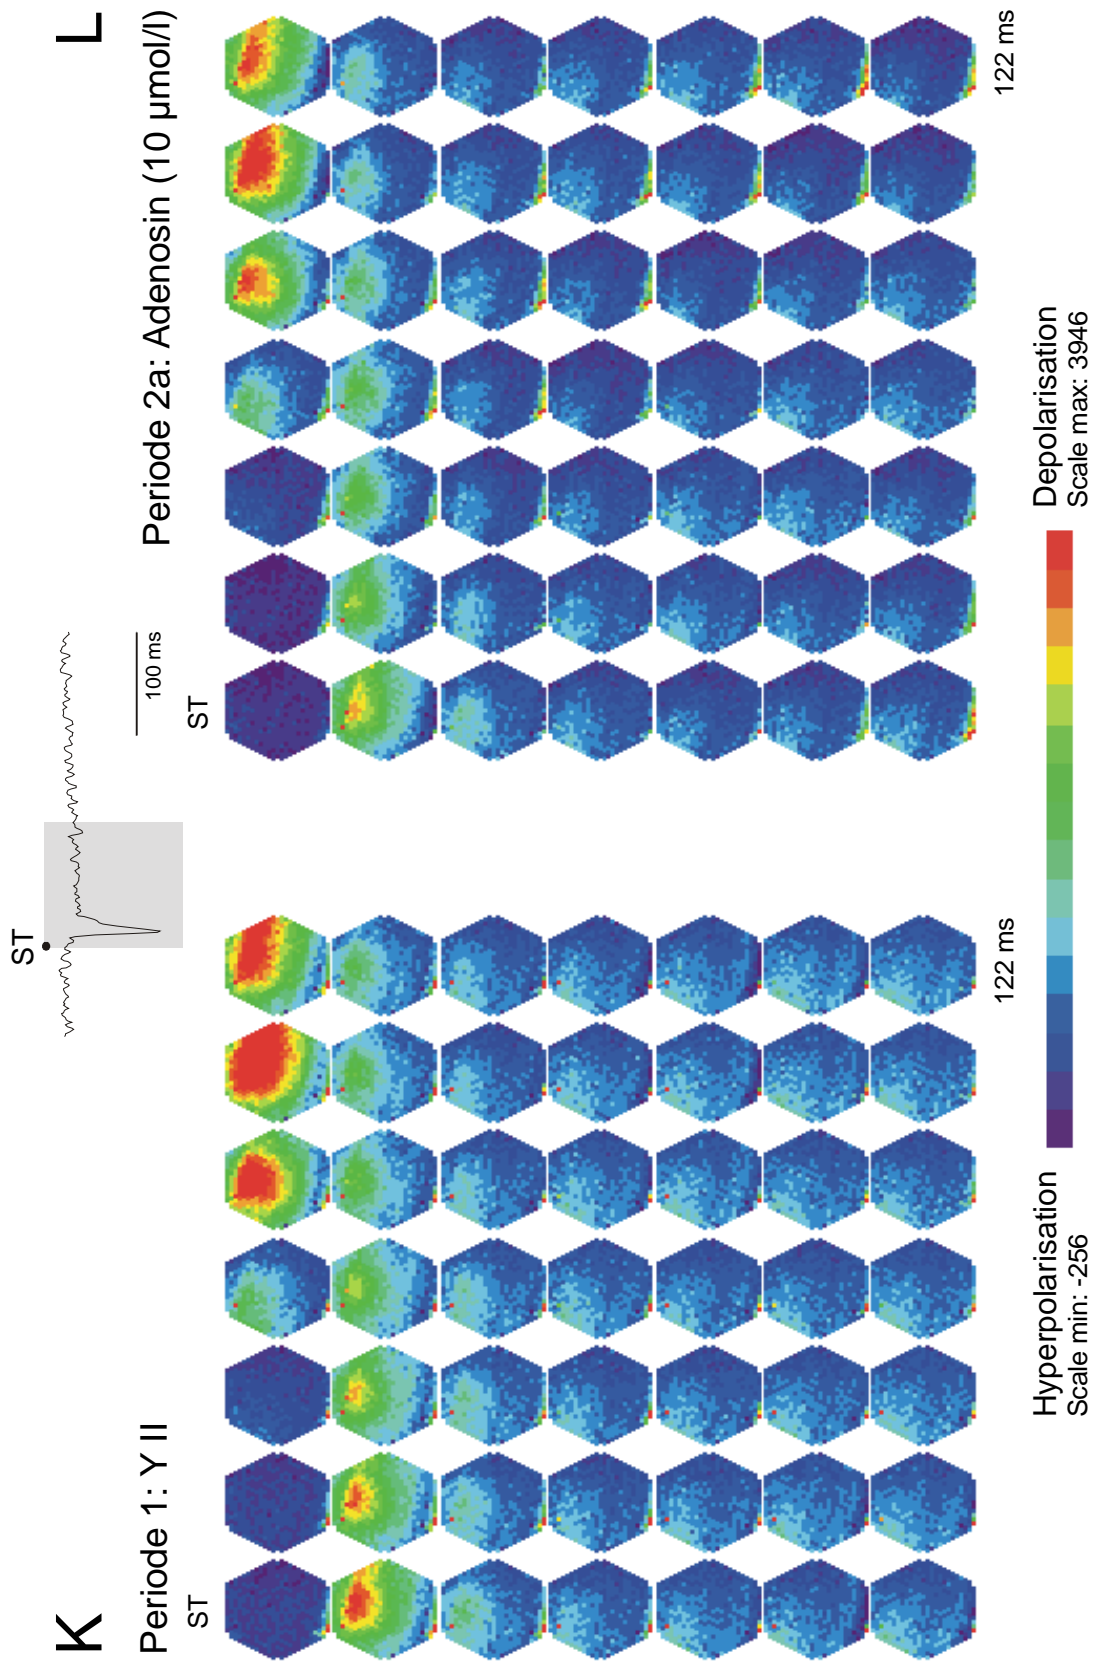 K
L
Periode 1: Y II
ST
100 ms
Periode 2a: Adenosin (10 µmol/l)
ST
ST
122 ms
122 ms
Hyperpolarisation
Scale min: -256
Depolarisation
Scale max: 3946